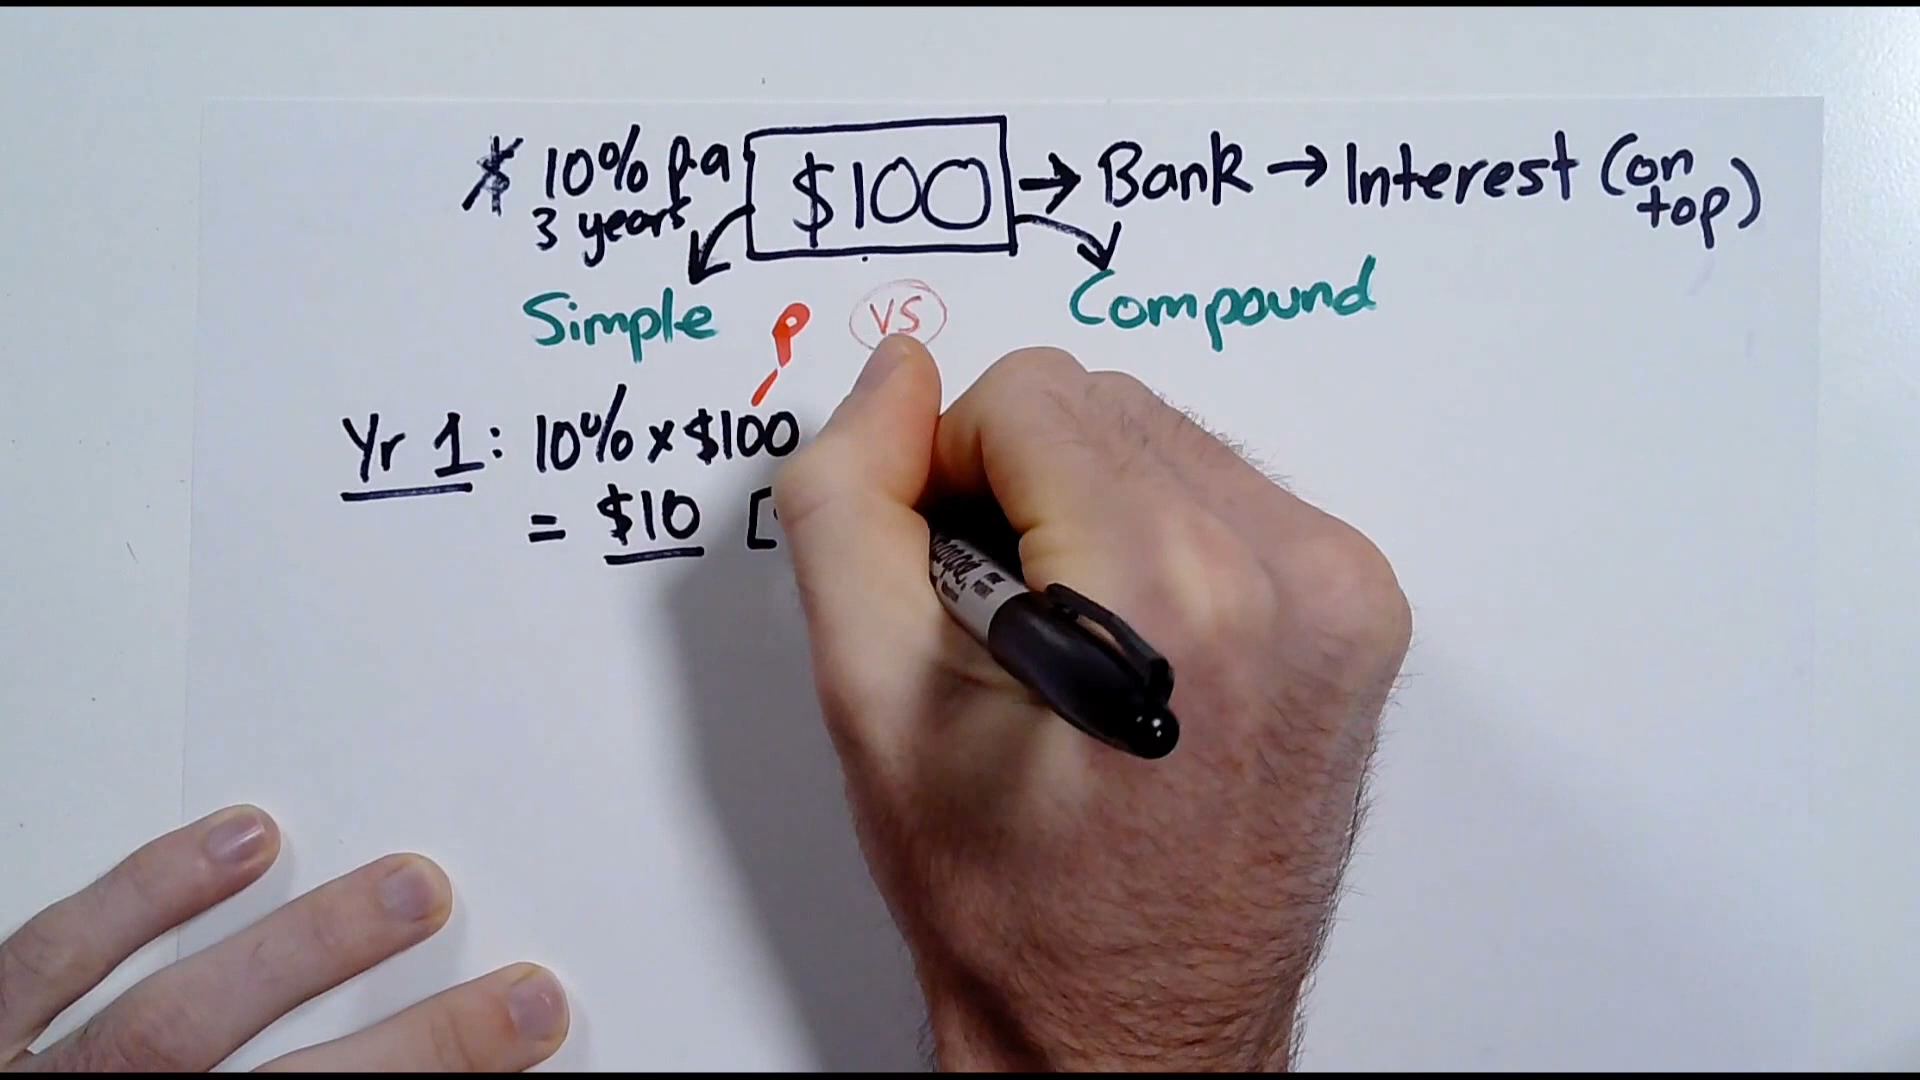 10% p.a $100 → Bank → Interest (on top)
3 years
Simple VS Compound
Yr 1: 10% x $100
= $10 [